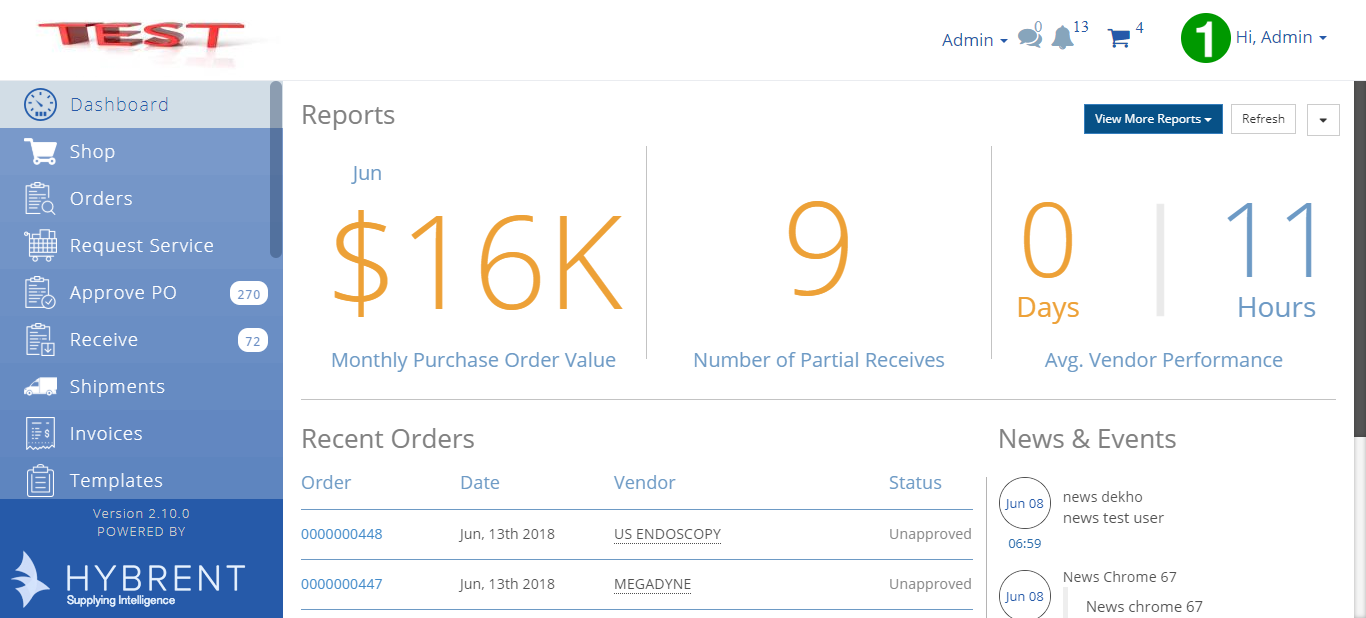 TEST
Admin
0
13
4
1
Hi, Admin
Dashboard
Shop
Orders
Request Service
Approve PO 270
Receive 72
Shipments
Invoices
Templates
Version 2.10.0
POWERED BY
HYBRENT
Supplying Intelligence
Reports
View More Reports
Refresh
Jun
$16K
Monthly Purchase Order Value
9
Number of Partial Receives
0 11
Days Hours
Avg. Vendor Performance
Recent Orders
Order Date Vendor Status
0000000448 Jun, 13th 2018 US ENDOSCOPY Unapproved
0000000447 Jun, 13th 2018 MEGADYNE Unapproved
News & Events
Jun 08
06:59
news dekho
news test user
Jun 08
News Chrome 67
News chrome 67